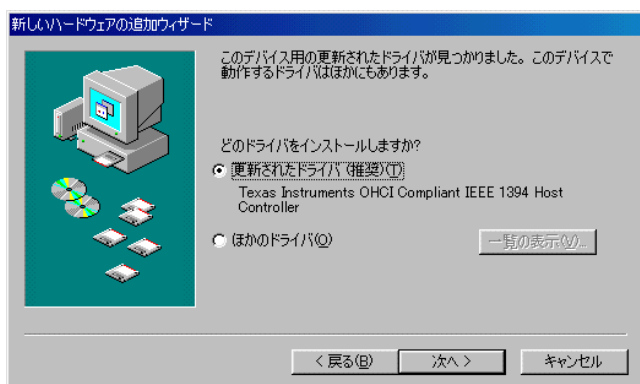 新しいハードウェアの追加ウィザード
このデバイス用の更新されたドライバが見つかりました。このデバイスで
動作するドライバはほかにもあります。
どのドライバをインストールしますか?
更新されたドライバ(推奨)(T)
Texas Instruments OHCI Compliant IEEE 1394 Host
Controller
ほかのドライバ(O)
一覧の表示(V)...
< 戻る(B)
次へ >
キャンセル